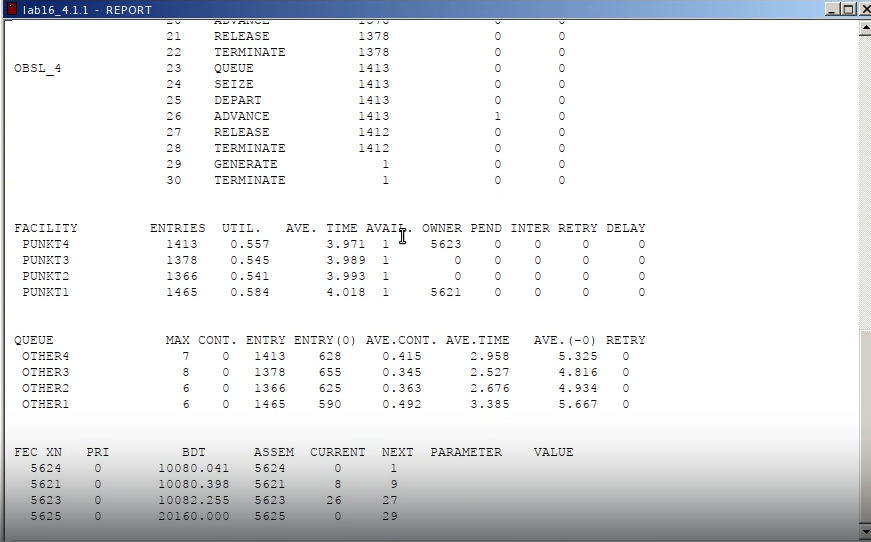 lab16_4.1.1 - REPORT
20 ADVANCE 1378 0 0
21 RELEASE 1378 0 0
22 TERMINATE 1378 0 0
OBSL_4 23 QUEUE 1413 0 0
24 SEIZE 1413 0 0
25 DEPART 1413 0 0
26 ADVANCE 1413 1 0
27 RELEASE 1412 0 0
28 TERMINATE 1412 0 0
29 GENERATE 1 0 0
30 TERMINATE 1 0 0
FACILITY ENTRIES UTIL. AVE. TIME AVAIL. OWNER PEND INTER RETRY DELAY
PUNKT4 1413 0.557 3.971 1 5623 0 0 0 0
PUNKT3 1378 0.545 3.989 1 0 0 0 0 0
PUNKT2 1366 0.541 3.993 1 0 0 0 0 0
PUNKT1 1465 0.584 4.018 1 5621 0 0 0 0
QUEUE MAX CONT. ENTRY ENTRY(0) AVE.CONT. AVE.TIME AVE.(-0) RETRY
OTHER4 7 0 1413 628 0.415 2.958 5.325 0
OTHER3 8 0 1378 655 0.345 2.527 4.816 0
OTHER2 6 0 1366 625 0.363 2.676 4.934 0
OTHER1 6 0 1465 590 0.492 3.385 5.667 0
FEC XN PRI BDT ASSEM CURRENT NEXT PARAMETER VALUE
5624 0 10080.041 5624 0 1
5621 0 10080.398 5621 8 9
5623 0 10082.255 5623 26 27
5625 0 20160.000 5625 0 29